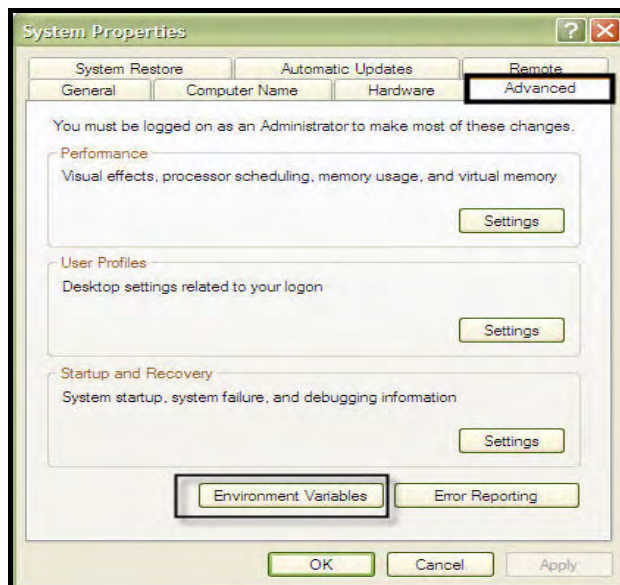 System Properties
System Restore Automatic Updates Remote
General Computer Name Hardware Advanced
You must be logged on as an Administrator to make most of these changes.
Performance
Visual effects, processor scheduling, memory usage, and virtual memory
Settings
User Profiles
Desktop settings related to your logon
Settings
Startup and Recovery
System startup, system failure, and debugging information
Settings
Environment Variables Error Reporting
OK Cancel Apply